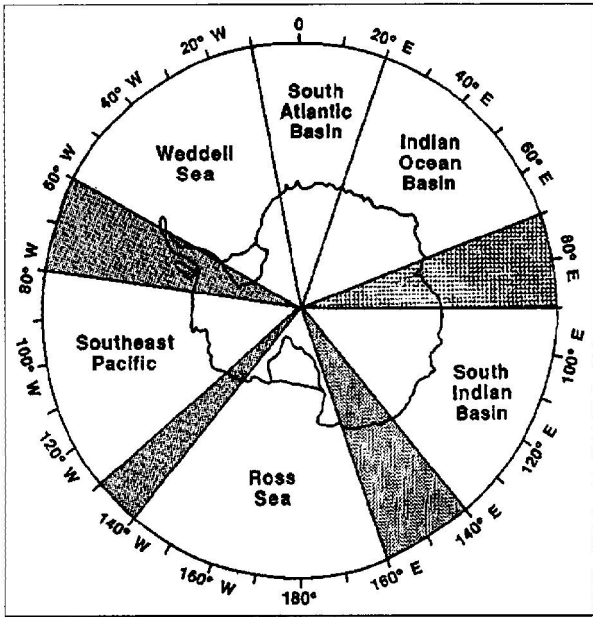 0
20° E
40° E
60° E
80° E
100° E
120° E
140° E
160° E
180°
160° W
140° W
120° W
100° W
80° W
60° W
40° W
20° W
South
Atlantic
Basin
Indian
Ocean
Basin
South
Indian
Basin
Ross
Sea
Southeast
Pacific
Weddell
Sea